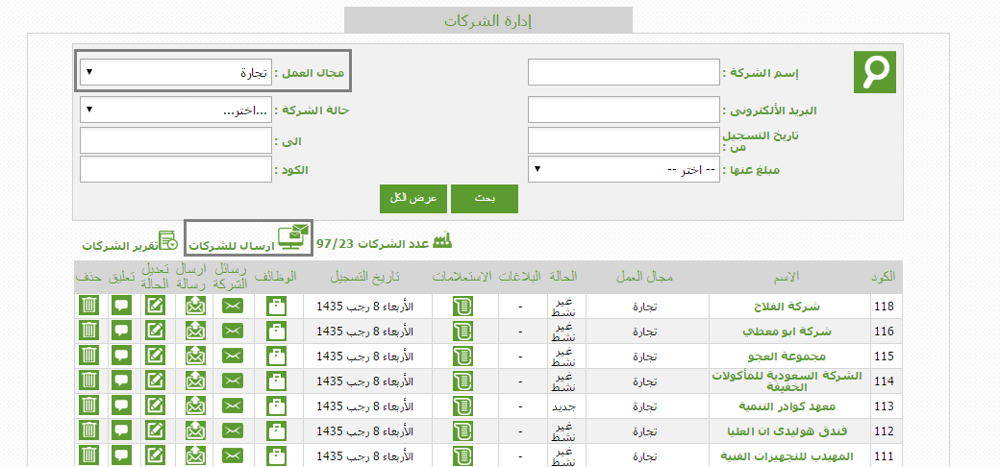 إدارة الشركات
إسم الشركة :
مجال العمل : تجارة
البريد الألكترونى :
حالة الشركة : ...اختر...
تاريخ التسجيل
من :
الى :
مبلغ عنها : -- اختر --
الكود :
بحث عرض الكل
عدد الشركات 97/23 ارسال للشركات تقرير الشركات
الكود الاسم مجال العمل الحالة البلاغات الاستعلامات تاريخ التسجيل الوظائف رسائل الشركة ارسال رسالة تعديل الحالة تعليق حذف
118 شركة الفلاح تجارة غير نشط - الأربعاء 8 رجب 1435
116 شركة ابو معطي تجارة غير نشط - الأربعاء 8 رجب 1435
115 مجموعة العجو تجارة غير نشط - الأربعاء 8 رجب 1435
114 الشركة السعودية للمأكولات الخفيفة تجارة غير نشط - الأربعاء 8 رجب 1435
113 معهد كوادر التنمية تجارة جديد - الأربعاء 8 رجب 1435
112 فندق هوليدى ان العليا تجارة غير نشط - الأربعاء 8 رجب 1435
111 المهيدب للتجهيزات الفنية تجارة غير نشط - الأربعاء 8 رجب 1435